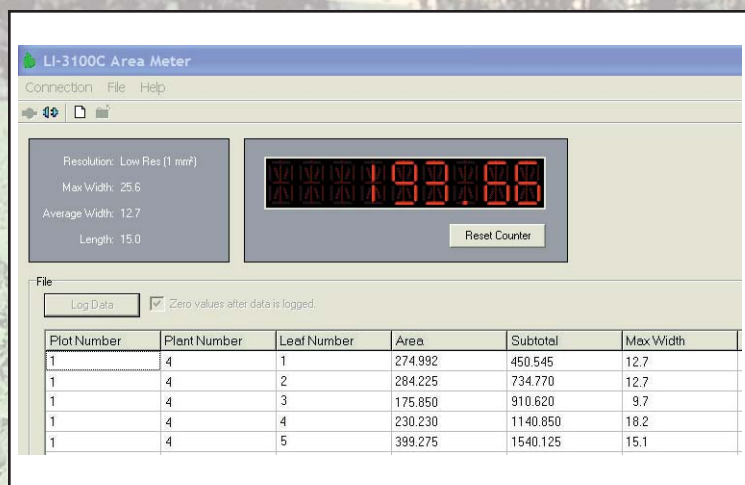 LI-3100C Area Meter
Connection File Help
Resolution: Low Res (1 mm²)
Max Width: 25.6
Average Width: 12.7
Length: 15.0
193.66
Reset Counter
File
Log Data
Zero values after data is logged.
Plot Number Plant Number Leaf Number Area Subtotal Max Width
1 4 1 274.992 450.545 12.7
1 4 2 284.225 734.770 12.7
1 4 3 175.850 910.620 9.7
1 4 4 230.230 1140.850 18.2
1 4 5 399.275 1540.125 15.1